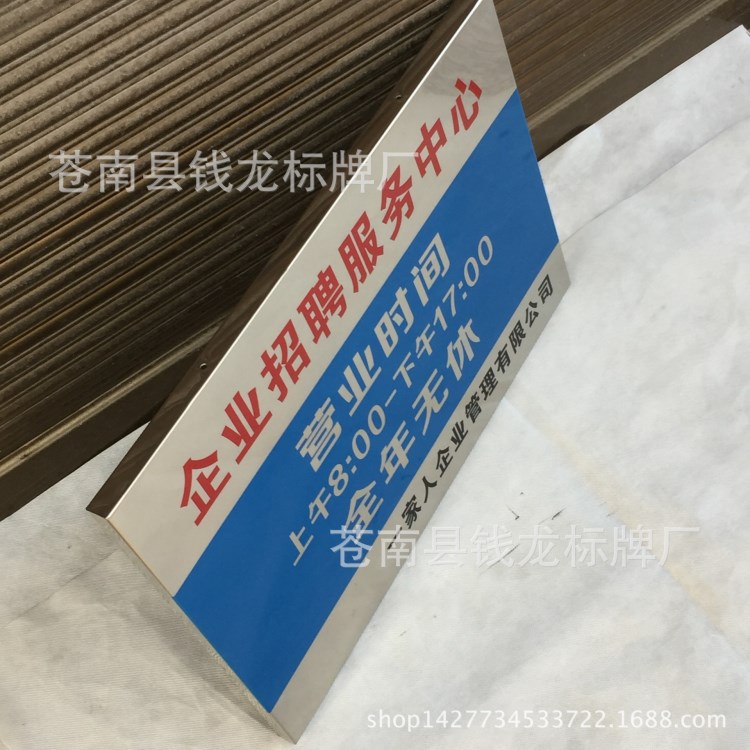 企业招聘服务中心
营业时间
上午8:00-下午17:00
全年无休
家人企业管理有限公司
苍南县钱龙标牌厂
苍南县钱龙标牌厂
shop1427734533722.1688.com